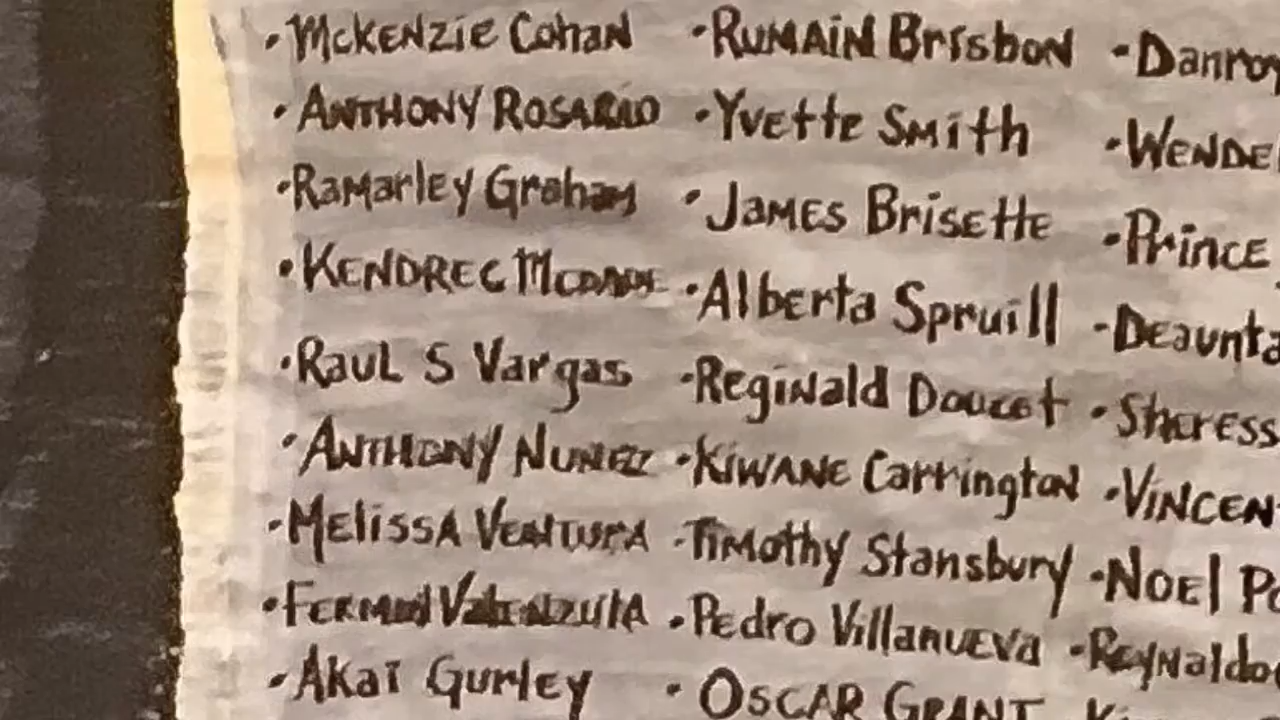 ·McKenzie Cohan ·Rumain Brisbon ·Danroy
·Anthony Rosario ·Yvette Smith ·Wende
·Ramarley Graham ·James Brisette ·Prince
·Kendrec McDade ·Alberta Spruill ·Deaunta
·Raul S Vargas ·Reginald Doucet ·Sheress
·Anthony Nunez ·Kiwane Carrington ·Vincen
·Melissa Ventura ·Timothy Stansbury ·Noel Po
·Fermin Valenzuela ·Pedro Villanueva ·Reynaldo
·Akai Gurley ·Oscar Grant